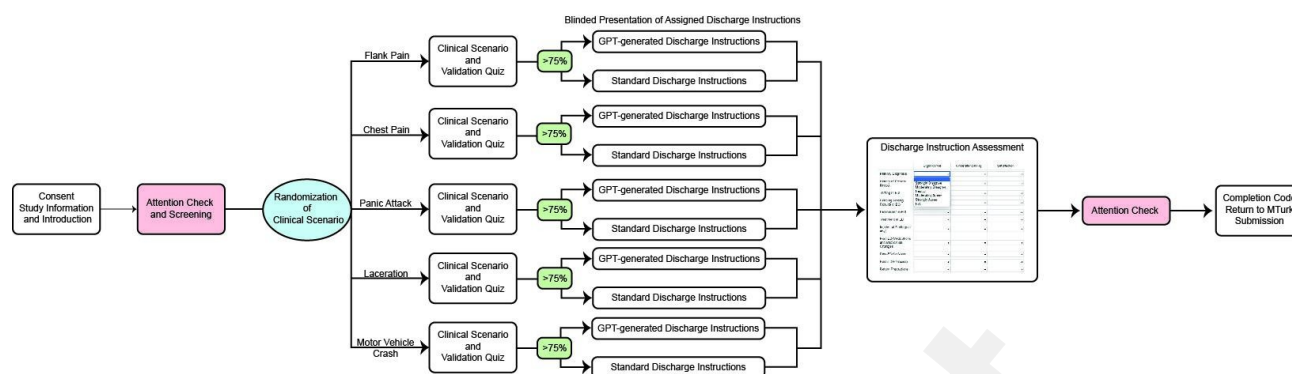 Blinded Presentation of Assigned Discharge Instructions
Consent
Study Information
and Introduction
Attention Check
and Screening
Randomization
of
Clinical Scenario
Flank Pain
Clinical Scenario
and
Validation Quiz
>75%
GPT-generated Discharge Instructions
Standard Discharge Instructions
Chest Pain
Clinical Scenario
and
Validation Quiz
>75%
GPT-generated Discharge Instructions
Standard Discharge Instructions
Panic Attack
Clinical Scenario
and
Validation Quiz
>75%
GPT-generated Discharge Instructions
Standard Discharge Instructions
Laceration
Clinical Scenario
and
Validation Quiz
>75%
GPT-generated Discharge Instructions
Standard Discharge Instructions
Motor Vehicle
Crash
Clinical Scenario
and
Validation Quiz
>75%
GPT-generated Discharge Instructions
Standard Discharge Instructions
Discharge Instruction Assessment
Attention Check
Completion Code
Return to MTurk
Submission